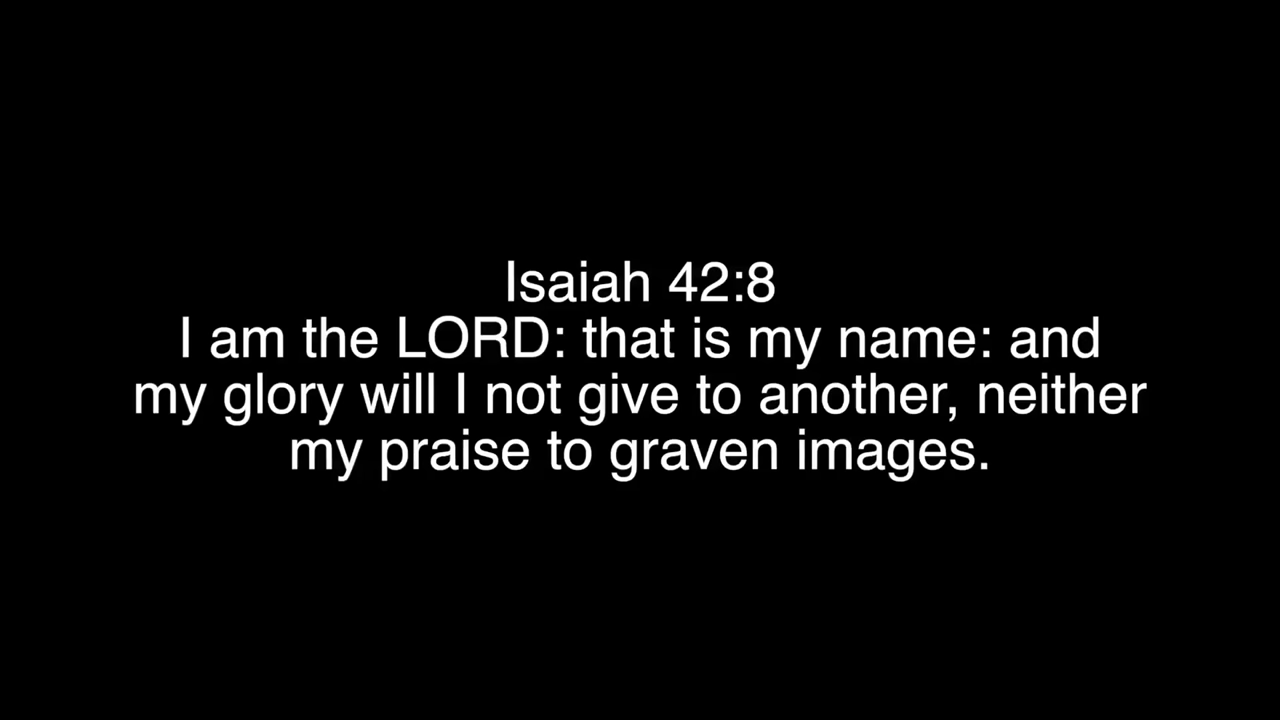 Isaiah 42:8
I am the LORD: that is my name: and
my glory will I not give to another, neither
my praise to graven images.